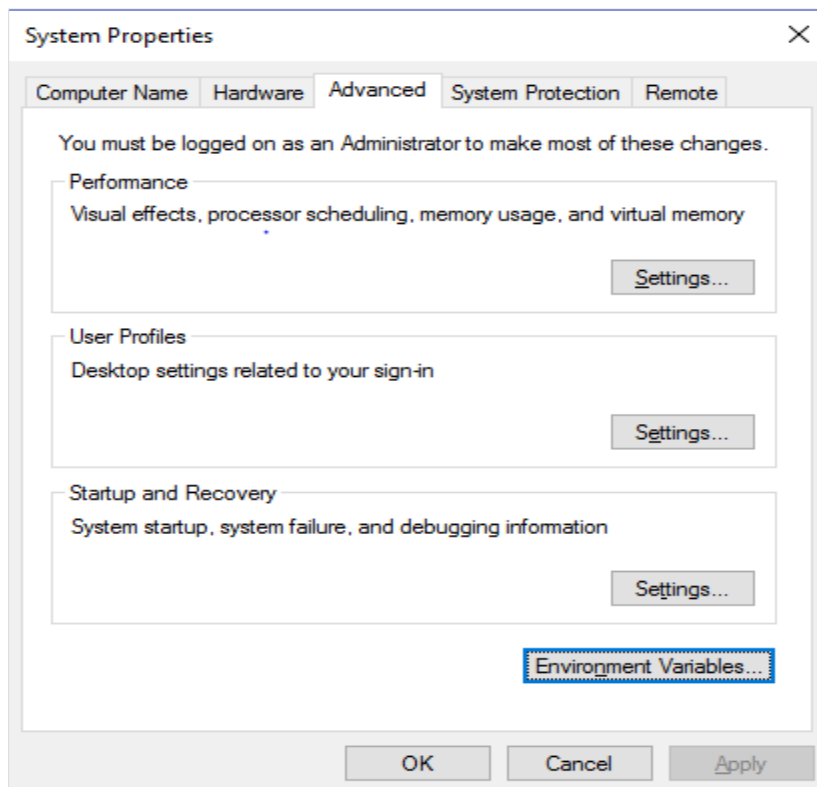 System Properties
Computer Name Hardware Advanced System Protection Remote
You must be logged on as an Administrator to make most of these changes.
Performance
Visual effects, processor scheduling, memory usage, and virtual memory
Settings...
User Profiles
Desktop settings related to your sign-in
Settings...
Startup and Recovery
System startup, system failure, and debugging information
Settings...
Environment Variables...
OK Cancel Apply